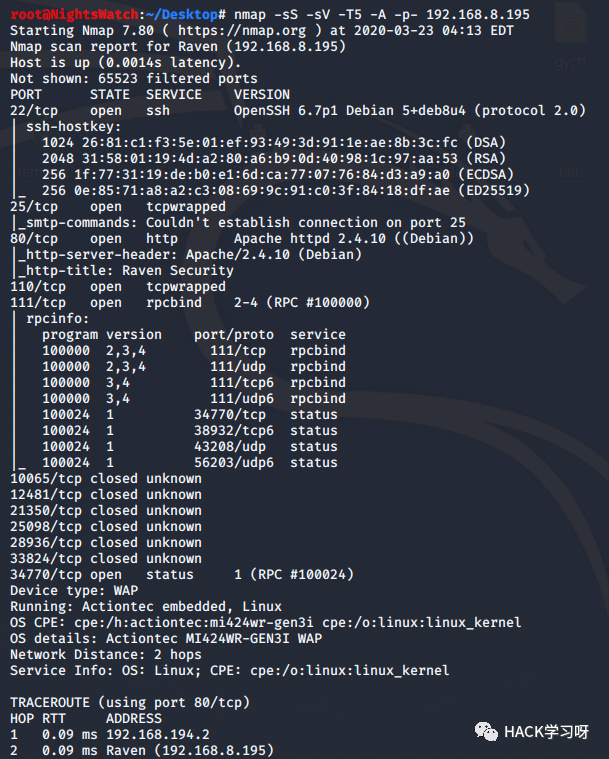 root@NightsWatch:~/Desktop# nmap -sS -sV -T5 -A -p- 192.168.8.195
Starting Nmap 7.80 ( https://nmap.org ) at 2020-03-23 04:13 EDT
Nmap scan report for Raven (192.168.8.195)
Host is up (0.0014s latency).
Not shown: 65523 filtered ports
PORT      STATE  SERVICE    VERSION
22/tcp    open   ssh        OpenSSH 6.7p1 Debian 5+deb8u4 (protocol 2.0)
| ssh-hostkey:
|   1024 26:81:c1:f3:5e:01:ef:93:49:3d:91:1e:ae:8b:3c:fc (DSA)
|   2048 31:58:01:19:4d:a2:80:a6:b9:0d:40:98:1c:97:aa:53 (RSA)
|   256 1f:77:31:19:de:b0:e1:6d:ca:77:07:76:84:d3:a9:a0 (ECDSA)
|_  256 0e:85:71:a8:a2:c3:08:69:9c:91:c0:3f:84:18:df:ae (ED25519)
25/tcp    open   tcpwrapped
|_smtp-commands: Couldn't establish connection on port 25
80/tcp    open   http       Apache httpd 2.4.10 ((Debian))
|_http-server-header: Apache/2.4.10 (Debian)
|_http-title: Raven Security
110/tcp   open   tcpwrapped
111/tcp   open   rpcbind    2-4 (RPC #100000)
| rpcinfo:
|   program version    port/proto  service
|   100000  2,3,4        111/tcp   rpcbind
|   100000  2,3,4        111/udp   rpcbind
|   100000  3,4          111/tcp6  rpcbind
|   100000  3,4          111/udp6  rpcbind
|   100024  1          34770/tcp   status
|   100024  1          38932/tcp6  status
|   100024  1          43208/udp   status
|_  100024  1          56203/udp6  status
10065/tcp closed unknown
12481/tcp closed unknown
21350/tcp closed unknown
25098/tcp closed unknown
28936/tcp closed unknown
33824/tcp closed unknown
34770/tcp open   status     1 (RPC #100024)
Device type: WAP
Running: Actiontec embedded, Linux
OS CPE: cpe:/h:actiontec:mi424wr-gen3i cpe:/o:linux:linux_kernel
OS details: Actiontec MI424WR-GEN3I WAP
Network Distance: 2 hops
Service Info: OS: Linux; CPE: cpe:/o:linux:linux_kernel
TRACEROUTE (using port 80/tcp)
HOP RTT     ADDRESS
1   0.09 ms 192.168.194.2
2   0.09 ms Raven (192.168.8.195)
HACK学习呀